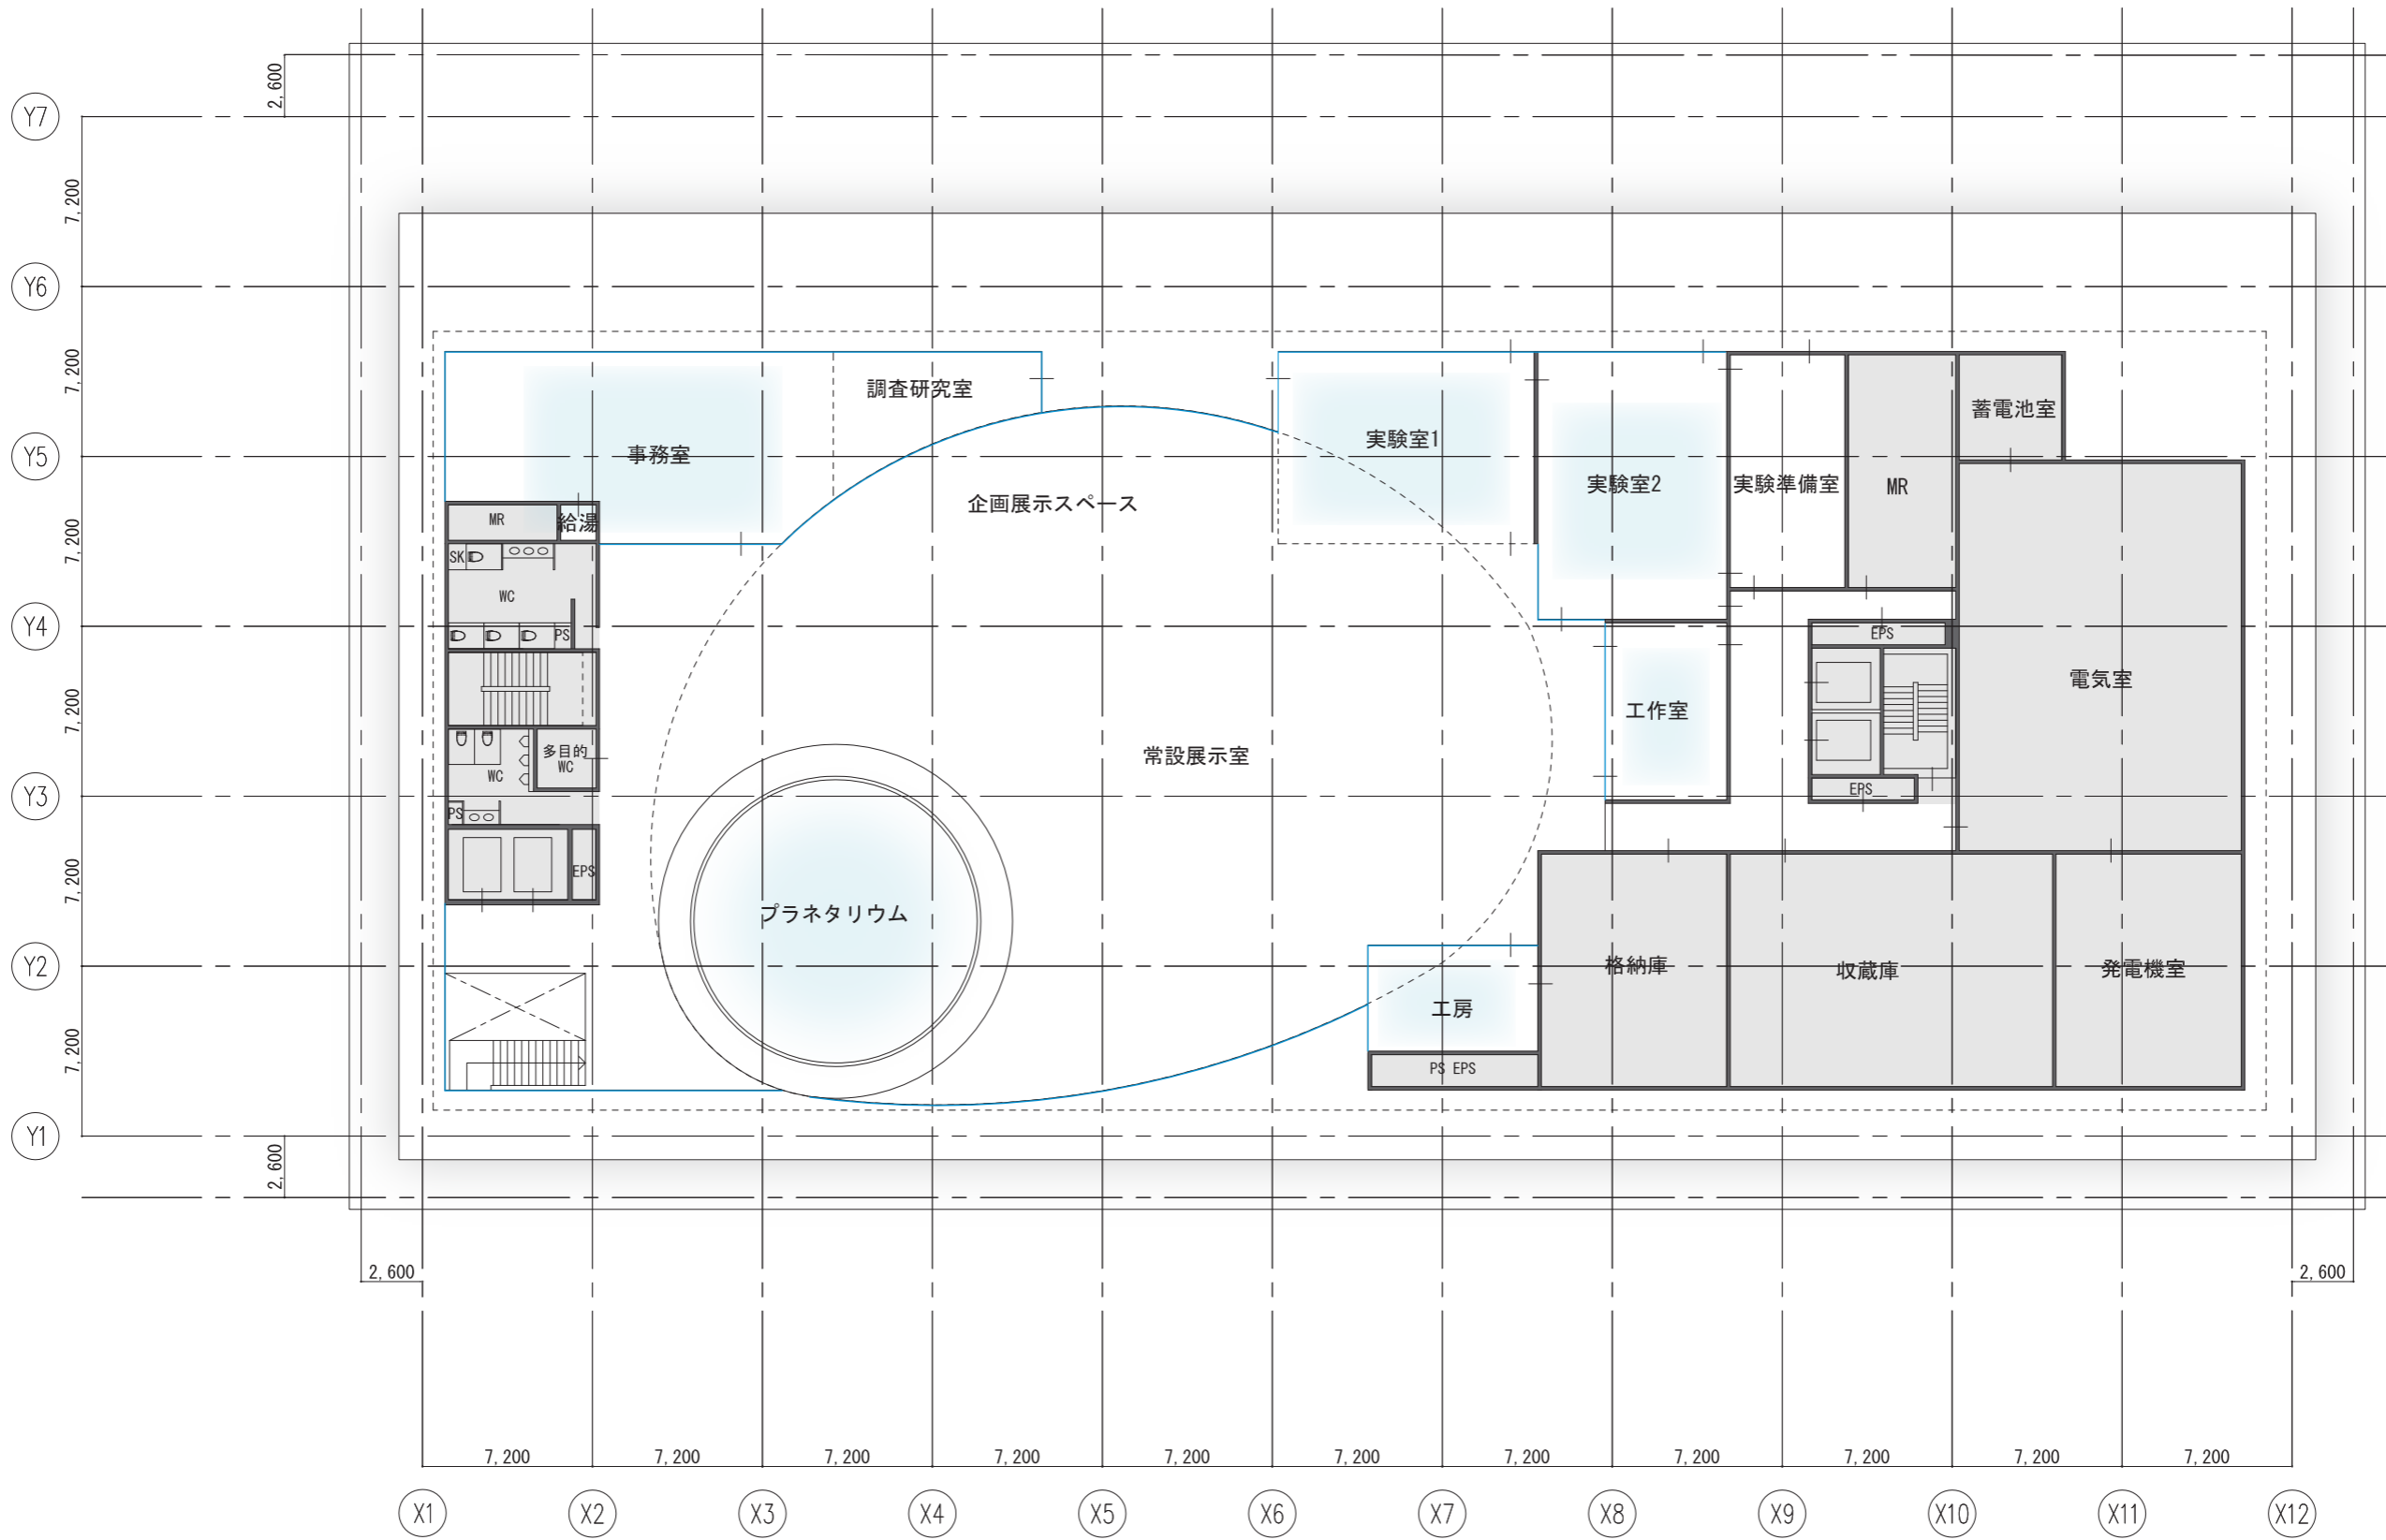 2,600
Y7
7,200
Y6
7,200
調査研究室
蓄電池室
実験室1
事務室
Y5
実験室2
実験準備室
MR
企画展示スペース
MR
給湯
7,200
SK
WC
Y4
PS
EPS
電気室
7,200
工作室
多目的
WC
常設展示室
WC
Y3
EPS
PS
EPS
7,200
プラネタリウム
Y2
格納庫
収蔵庫
発電機室
工房
7,200
PS EPS
Y1
2,600
2,600
2,600
7,200
7,200
7,200
7,200
7,200
7,200
7,200
7,200
7,200
7,200
7,200
X1
X2
X3
X4
X5
X6
X7
X8
X9
X10
X11
X12